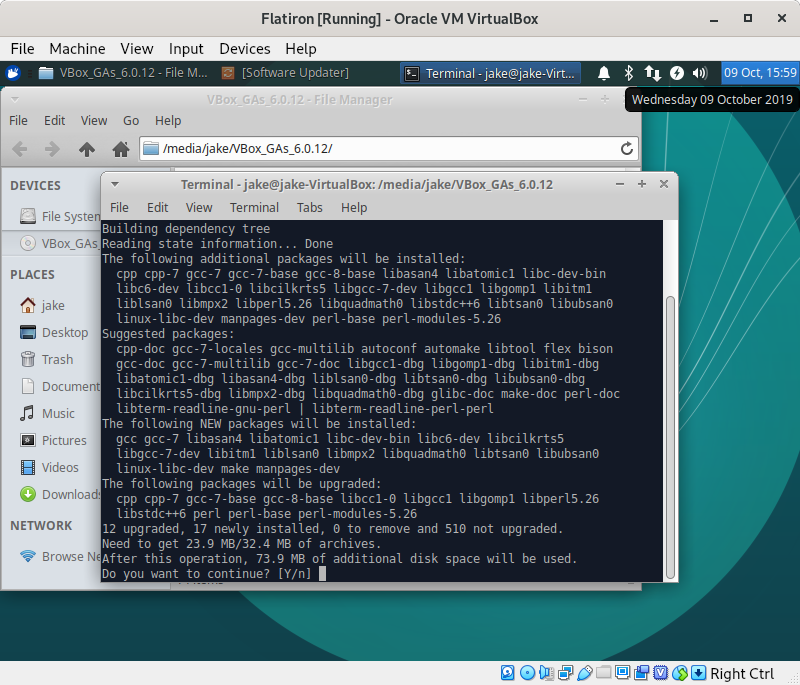 Flatiron [Running] - Oracle VM VirtualBox
File Machine View Input Devices Help
VBox_GAs_6.0.12 - File M...
[Software Updater]
Terminal - jake@jake-Virt...
09 Oct, 15:59
Wednesday 09 October 2019
VBox_GAs_6.0.12 - File Manager
File Edit View Go Help
/media/jake/VBox_GAs_6.0.12/
DEVICES
File System
VBox_GAs_
PLACES
jake
Desktop
Trash
Document
Music
Pictures
Videos
Downloads
NETWORK
Browse Ne
Terminal - jake@jake-VirtualBox: /media/jake/VBox_GAs_6.0.12
File Edit View Terminal Tabs Help
Building dependency tree
Reading state information... Done
The following additional packages will be installed:
cpp cpp-7 gcc-7 gcc-7-base gcc-8-base libasan4 libatomic1 libc-dev-bin
libc6-dev libcc1-0 libcilkrts5 libgcc-7-dev libgcc1 libgomp1 libitm1
liblsan0 libmpx2 libperl5.26 libquadmath0 libstdc++6 libtsan0 libubsan0
linux-libc-dev manpages-dev perl-base perl-modules-5.26
Suggested packages:
cpp-doc gcc-7-locales gcc-multilib autoconf automake libtool flex bison
gcc-doc gcc-7-multilib gcc-7-doc libgcc1-dbg libgomp1-dbg libitm1-dbg
libatomic1-dbg libasan4-dbg liblsan0-dbg libtsan0-dbg libubsan0-dbg
libcilkrts5-dbg libmpx2-dbg libquadmath0-dbg glibc-doc make-doc perl-doc
libterm-readline-gnu-perl | libterm-readline-perl-perl
The following NEW packages will be installed:
gcc gcc-7 libasan4 libatomic1 libc-dev-bin libc6-dev libcilkrts5
libgcc-7-dev libitm1 liblsan0 libmpx2 libquadmath0 libtsan0 libubsan0
linux-libc-dev make manpages-dev
The following packages will be upgraded:
cpp cpp-7 gcc-7-base gcc-8-base libcc1-0 libgcc1 libgomp1 libperl5.26
libstdc++6 perl perl-base perl-modules-5.26
12 upgraded, 17 newly installed, 0 to remove and 510 not upgraded.
Need to get 23.9 MB/32.4 MB of archives.
After this operation, 73.9 MB of additional disk space will be used.
Do you want to continue? [Y/n]
Right Ctrl